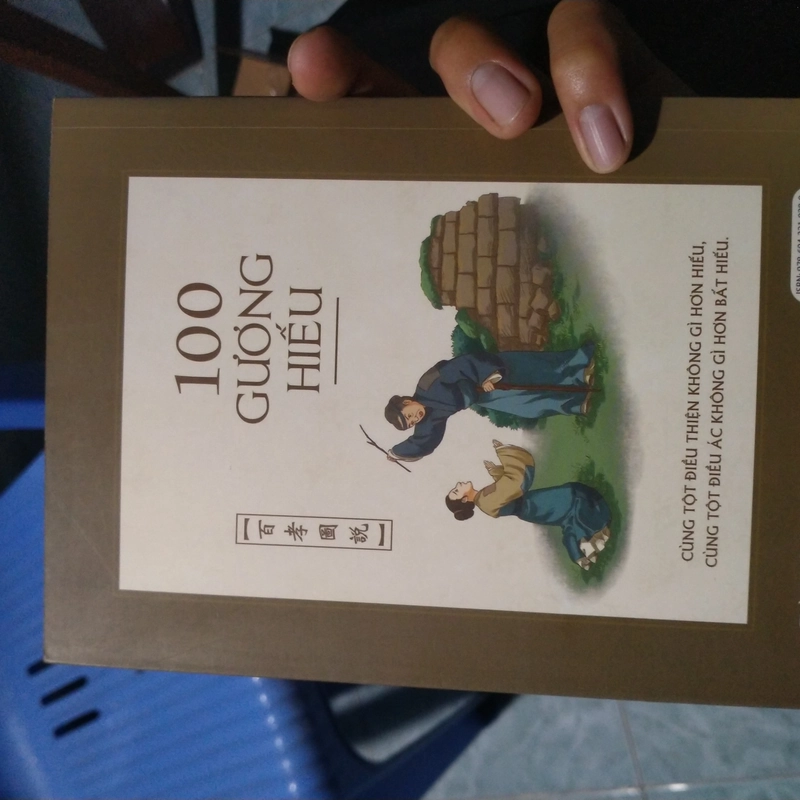 100
GƯƠNG
HIẾU
【百孝圖說】
CÙNG TỘT ĐIỀU THIỆN KHÔNG GÌ HƠN HIẾU,
CÙNG TỘT ĐIỀU ÁC KHÔNG GÌ HƠN BẤT HIẾU.